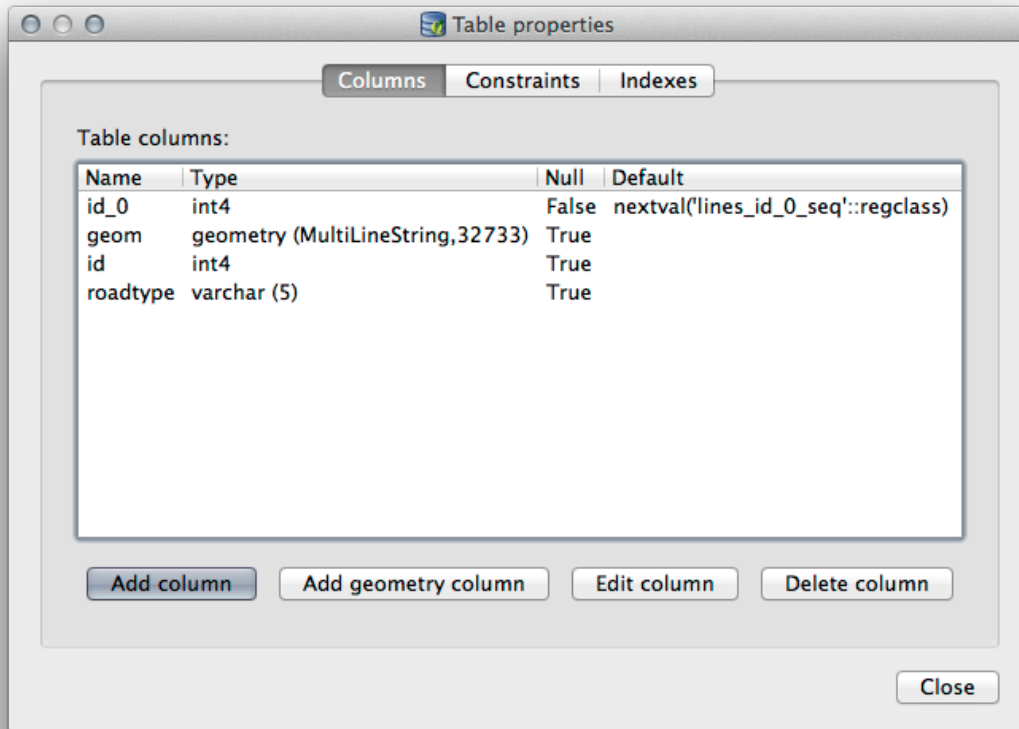 Table properties
Columns Constraints Indexes
Table columns:
Name Type Null Default
id_0 int4 False nextval('lines_id_0_seq'::regclass)
geom geometry (MultiLineString,32733) True
id int4 True
roadtype varchar (5) True
Add column Add geometry column Edit column Delete column
Close